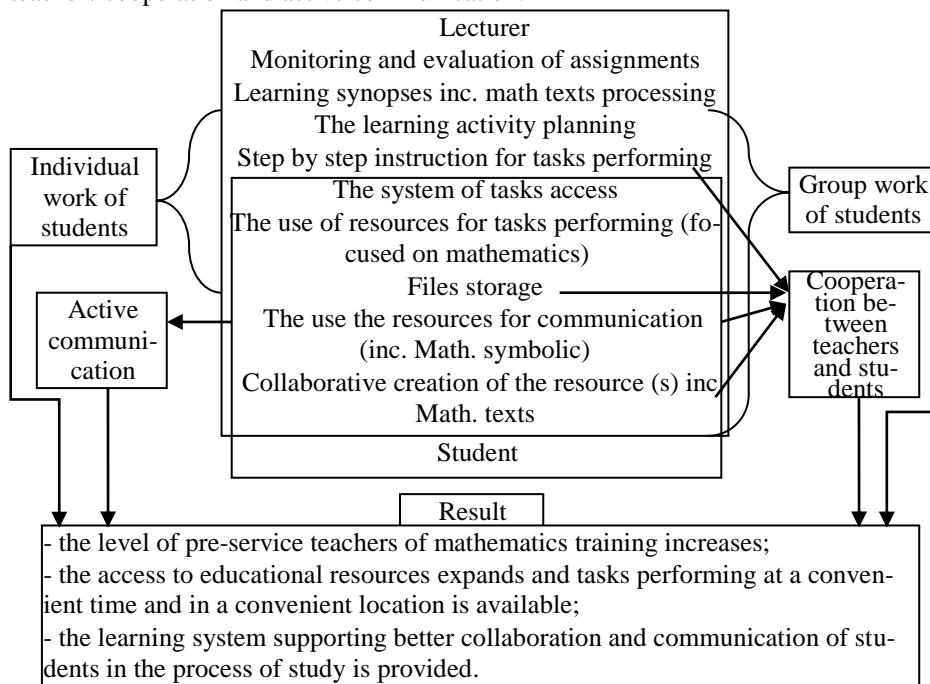 Lecturer
Monitoring and evaluation of assignments
Learning synopses inc. math texts processing
The learning activity planning
Step by step instruction for tasks performing
Individual
work of
students
The system of tasks access
The use of resources for tasks performing (fo-
cused on mathematics)
Files storage
The use the resources for communication
(inc. Math. symbolic)
Collaborative creation of the resource (s) inc
Math. texts
Student
Group work
of students
Active
communi-
cation
Coopera-
tion be-
tween
teachers
and stu-
dents
Result
- the level of pre-service teachers of mathematics training increases;
- the access to educational resources expands and tasks performing at a conven-
ient time and in a convenient location is available;
- the learning system supporting better collaboration and communication of stu-
dents in the process of study is provided.